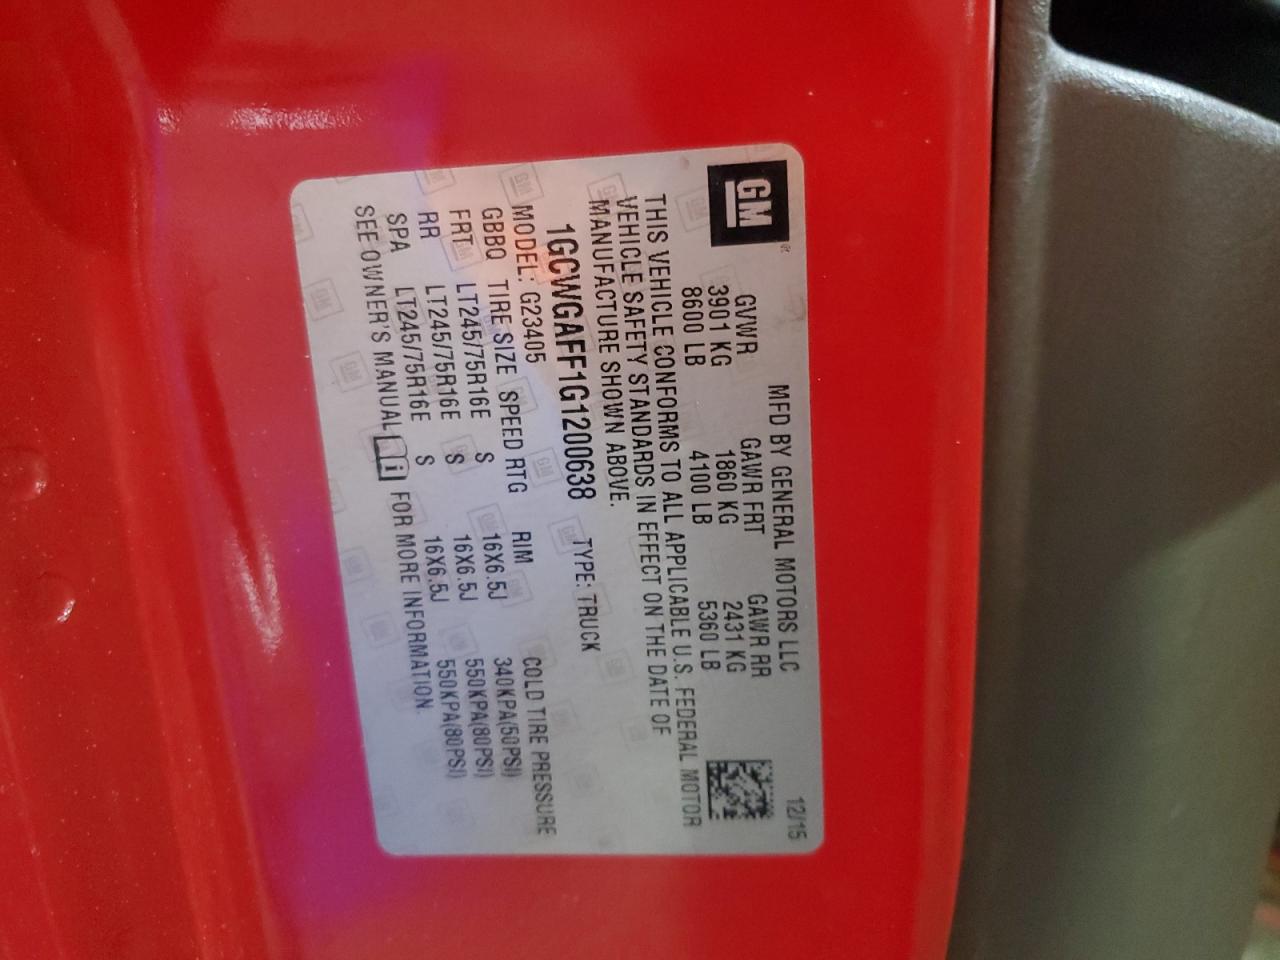 GM
12/15
MFD BY GENERAL MOTORS LLC
GVWR GAWR FRT GAWR RR
3901 KG 1860 KG 2431 KG
8600 LB 4100 LB 5360 LB
THIS VEHICLE CONFORMS TO ALL APPLICABLE U.S. FEDERAL MOTOR
VEHICLE SAFETY STANDARDS IN EFFECT ON THE DATE OF
MANUFACTURE SHOWN ABOVE.
1GCWGAFF1G1200638 TYPE: TRUCK
MODEL: G23405
GBBQ TIRE SIZE SPEED RTG RIM COLD TIRE PRESSURE
FRT LT245/75R16E S 16X6.5J 340KPA(50PSI)
RR LT245/75R16E S 16X6.5J 550KPA(80PSI)
SPA LT245/75R16E S 16X6.5J 550KPA(80PSI)
SEE OWNER'S MANUAL i FOR MORE INFORMATION.